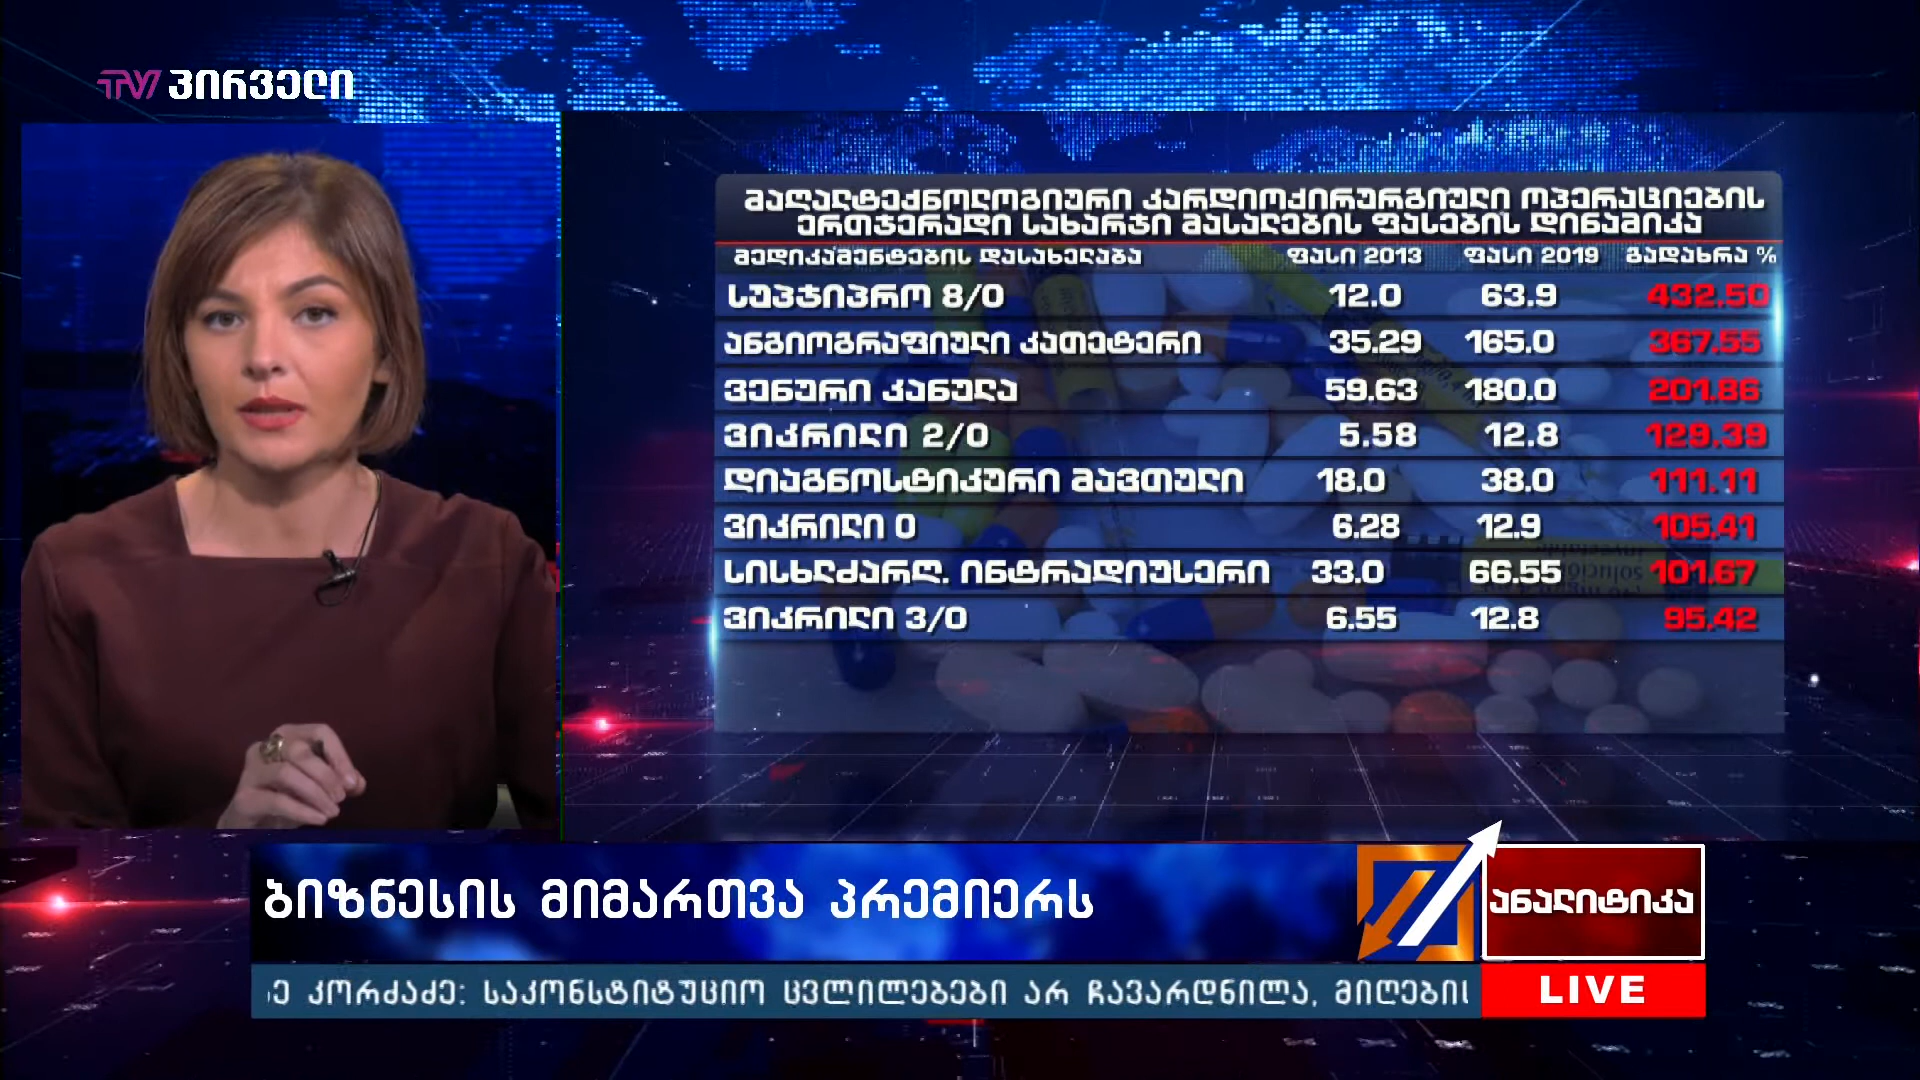 TV პირველი
მაღალტექნოლოგიური კარდიოქირურგიული ოპერაციების
ერთჯერადი სახარჯი მასალების ფასების დინამიკა
მედიკამენტების დასახელაბა ფასი 2013 ფასი 2019 გადახრა %
სუპჯიპრო 8/0 12.0 63.9 432.50
ანგიოგრაფიული კათეტერი 35.29 165.0 367.55
ვენური კანულა 59.63 180.0 201.86
ვიკრილი 2/0 5.58 12.8 129.39
დიაგნოსტიკური მავთული 18.0 38.0 111.11
ვიკრილი 0 6.28 12.9 105.41
სისხლძარღ. ინტრადიუსერი 33.0 66.55 101.67
ვიკრილი 3/0 6.55 12.8 95.42
ბიზნესის მიმართვა პრემიერს
ანალიტიკა
კორძაძე: საკონსტიტუციო ცვლილებები არ ჩავარდნილა,
LIVE